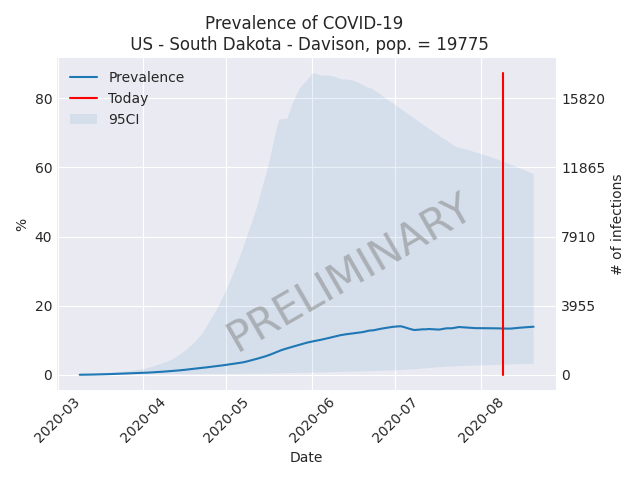 Prevalence of COVID-19
US - South Dakota - Davison, pop. = 19775
Prevalence
Today
95CI
80
60
40
20
0
%
15820
11865
7910
3955
0
# of infections
PRELIMINARY
2020-03
2020-04
2020-05
2020-06
2020-07
2020-08
Date